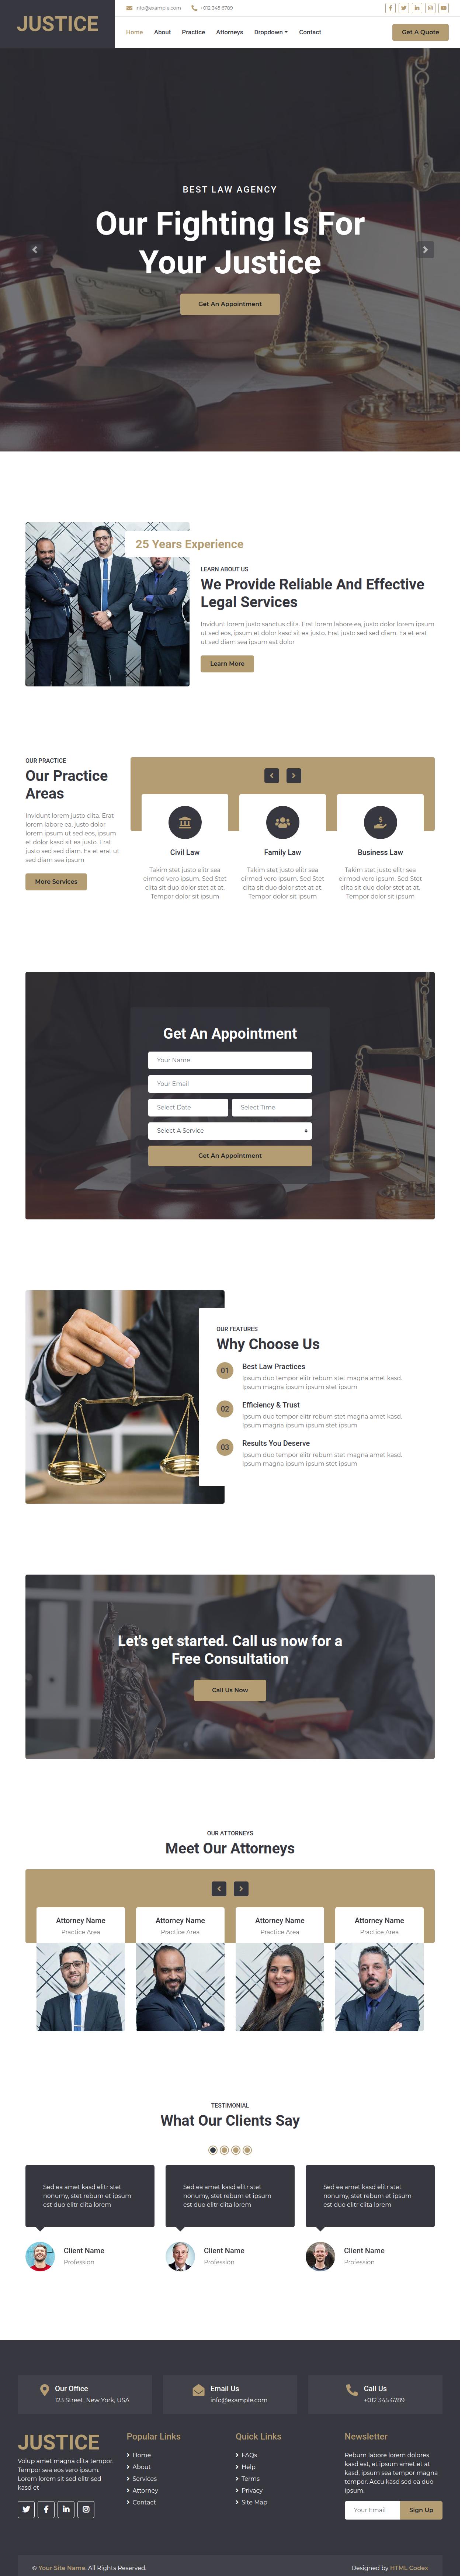 JUSTICE
info@example.com
+012 345 6789
Home
About
Practice
Attorneys
Dropdown
Contact
Get A Quote
BEST LAW AGENCY
Our Fighting Is For
Your Justice
Get An Appointment
25 Years Experience
LEARN ABOUT US
We Provide Reliable And Effective
Legal Services
Invidunt lorem justo sanctus clita. Erat lorem labore ea, justo dolor lorem ipsum
ut sed eos, ipsum et dolor kasd sit ea justo. Erat justo sed sed diam. Ea et erat
ut sed diam sea ipsum est dolor
Learn More
OUR PRACTICE
Our Practice
Areas
Invidunt lorem justo clita. Erat
lorem labore ea, justo dolor
lorem ipsum ut sed eos, ipsum
et dolor kasd sit ea justo. Erat
justo sed sed diam. Ea et erat ut
sed diam sea ipsum
More Services
Civil Law
Takim stet justo elitr sea
eirmod vero ipsum. Sed Stet
clita sit duo dolor stet at at.
Tempor dolor sit ipsum
Family Law
Takim stet justo elitr sea
eirmod vero ipsum. Sed Stet
clita sit duo dolor stet at at.
Tempor dolor sit ipsum
Business Law
Takim stet justo elitr sea
eirmod vero ipsum. Sed Stet
clita sit duo dolor stet at at.
Tempor dolor sit ipsum
Get An Appointment
Your Name
Your Email
Select Date
Select Time
Select A Service
Get An Appointment
OUR FEATURES
Why Choose Us
01
Best Law Practices
Ipsum duo tempor elitr rebum stet magna amet kasd.
Ipsum magna ipsum ipsum stet ipsum
02
Efficiency & Trust
Ipsum duo tempor elitr rebum stet magna amet kasd.
Ipsum magna ipsum ipsum stet ipsum
03
Results You Deserve
Ipsum duo tempor elitr rebum stet magna amet kasd.
Ipsum magna ipsum ipsum stet ipsum
Let's get started. Call us now for a
Free Consultation
Call Us Now
OUR ATTORNEYS
Meet Our Attorneys
Attorney Name
Practice Area
Attorney Name
Practice Area
Attorney Name
Practice Area
Attorney Name
Practice Area
TESTIMONIAL
What Our Clients Say
Sed ea amet kasd elitr stet
nonumy, stet rebum et ipsum
est duo elitr clita lorem
Client Name
Profession
Sed ea amet kasd elitr stet
nonumy, stet rebum et ipsum
est duo elitr clita lorem
Client Name
Profession
Sed ea amet kasd elitr stet
nonumy, stet rebum et ipsum
est duo elitr clita lorem
Client Name
Profession
Our Office
123 Street, New York, USA
Email Us
info@example.com
Call Us
+012 345 6789
JUSTICE
Volup amet magna clita tempor.
Tempor sea eos vero ipsum.
Lorem lorem sit sed elitr sed
kasd et
Popular Links
Home
About
Services
Attorney
Contact
Quick Links
FAQs
Help
Terms
Privacy
Site Map
Newsletter
Rebum labore lorem dolores
kasd est, et ipsum amet et at
kasd, ipsum sea tempor magna
tempor. Accu kasd sed ea duo
ipsum.
Your Email
Sign Up
© Your Site Name. All Rights Reserved.
Designed by HTML Codex